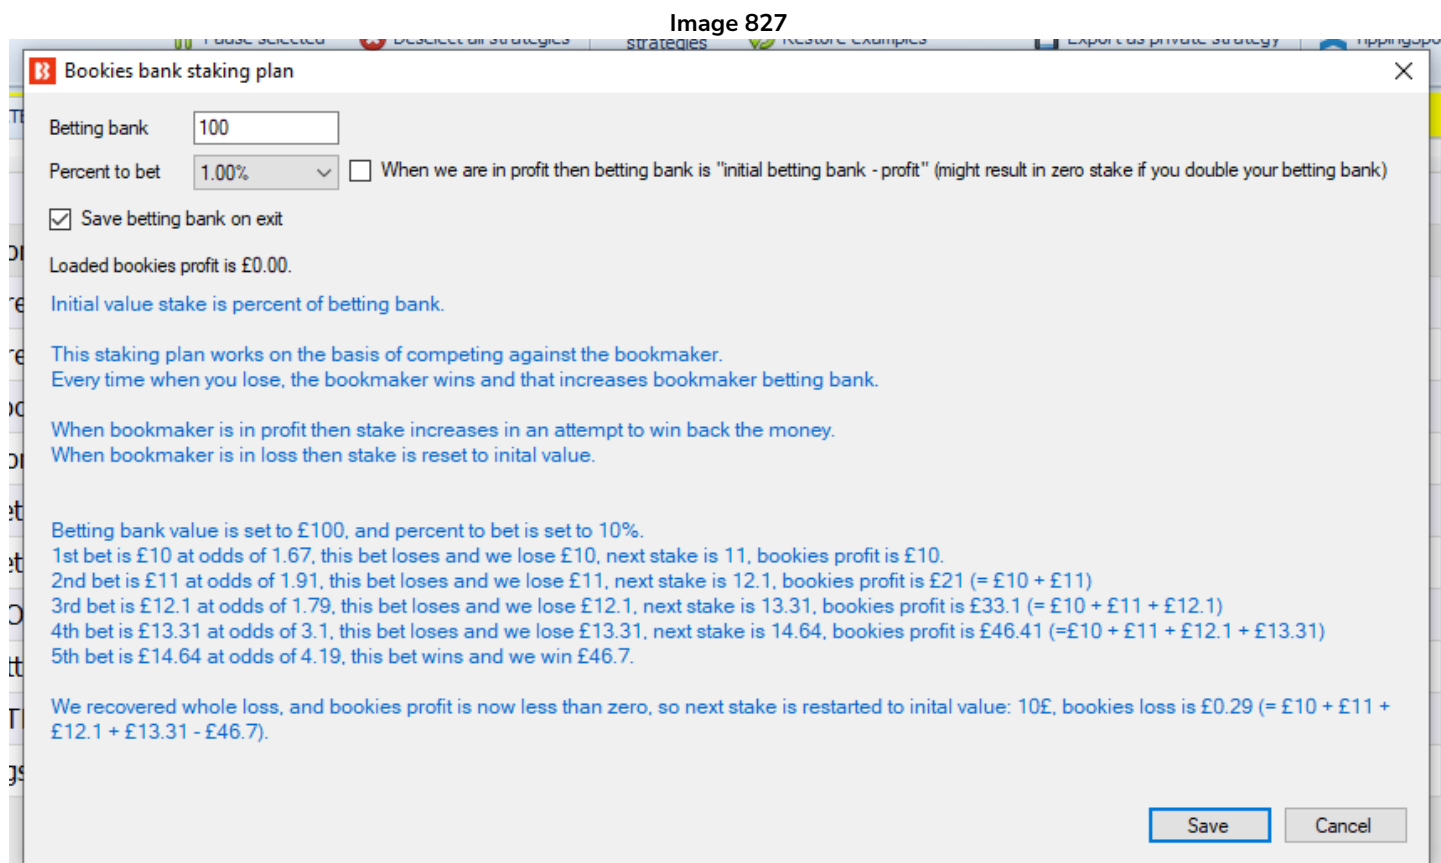 Image 827
Pause selected
Deselect all strategies
strategies
Restore examples
Export as private strategy
Bookies bank staking plan
Betting bank
100
Percent to bet
1.00%
When we are in profit then betting bank is "initial betting bank - profit" (might result in zero stake if you double your betting bank)
Save betting bank on exit
Loaded bookies profit is £0.00.
Initial value stake is percent of betting bank.
This staking plan works on the basis of competing against the bookmaker.
Every time when you lose, the bookmaker wins and that increases bookmaker betting bank.
When bookmaker is in profit then stake increases in an attempt to win back the money.
When bookmaker is in loss then stake is reset to inital value.
Betting bank value is set to £100, and percent to bet is set to 10%.
1st bet is £10 at odds of 1.67, this bet loses and we lose £10, next stake is 11, bookies profit is £10.
2nd bet is £11 at odds of 1.91, this bet loses and we lose £11, next stake is 12.1, bookies profit is £21 (= £10 + £11)
3rd bet is £12.1 at odds of 1.79, this bet loses and we lose £12.1, next stake is 13.31, bookies profit is £33.1 (= £10 + £11 + £12.1)
4th bet is £13.31 at odds of 3.1, this bet loses and we lose £13.31, next stake is 14.64, bookies profit is £46.41 (=£10 + £11 + £12.1 + £13.31)
5th bet is £14.64 at odds of 4.19, this bet wins and we win £46.7.
We recovered whole loss, and bookies profit is now less than zero, so next stake is restarted to inital value: 10£, bookies loss is £0.29 (= £10 + £11 +
£12.1 + £13.31 - £46.7).
Save
Cancel